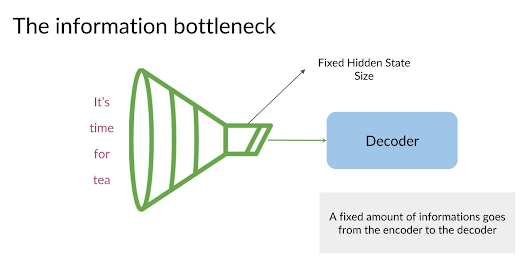 The information bottleneck
Fixed Hidden State
Size
It's
time
for
tea
Decoder
A fixed amount of informations goes
from the encoder to the decoder